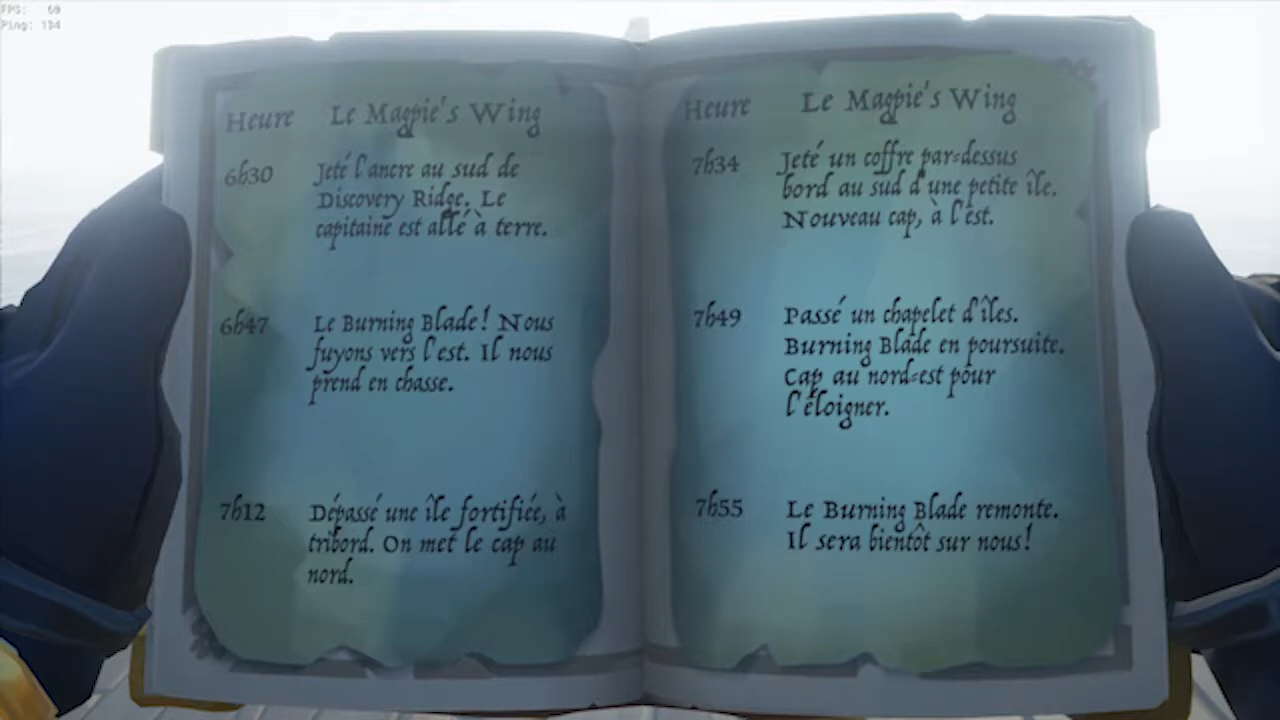 FPS: 60
Ping: 134
Heure Le Magpie's Wing
6h30 Jeté l'ancre au sud de
Discovery Ridge. Le
capitaine est allé à terre.
6h47 Le Burning Blade! Nous
fuyons vers l'est. Il nous
prend en chasse.
7h12 Dépassé une île fortifiée, à
tribord. On met le cap au
nord.
Heure Le Magpie's Wing
7h34 Jeté un coffre par-dessus
bord au sud d'une petite île.
Nouveau cap, à l'est.
7h49 Passé un chapelet d'îles.
Burning Blade en poursuite.
Cap au nord-est pour
l'éloigner.
7h55 Le Burning Blade remonte.
Il sera bientôt sur nous!